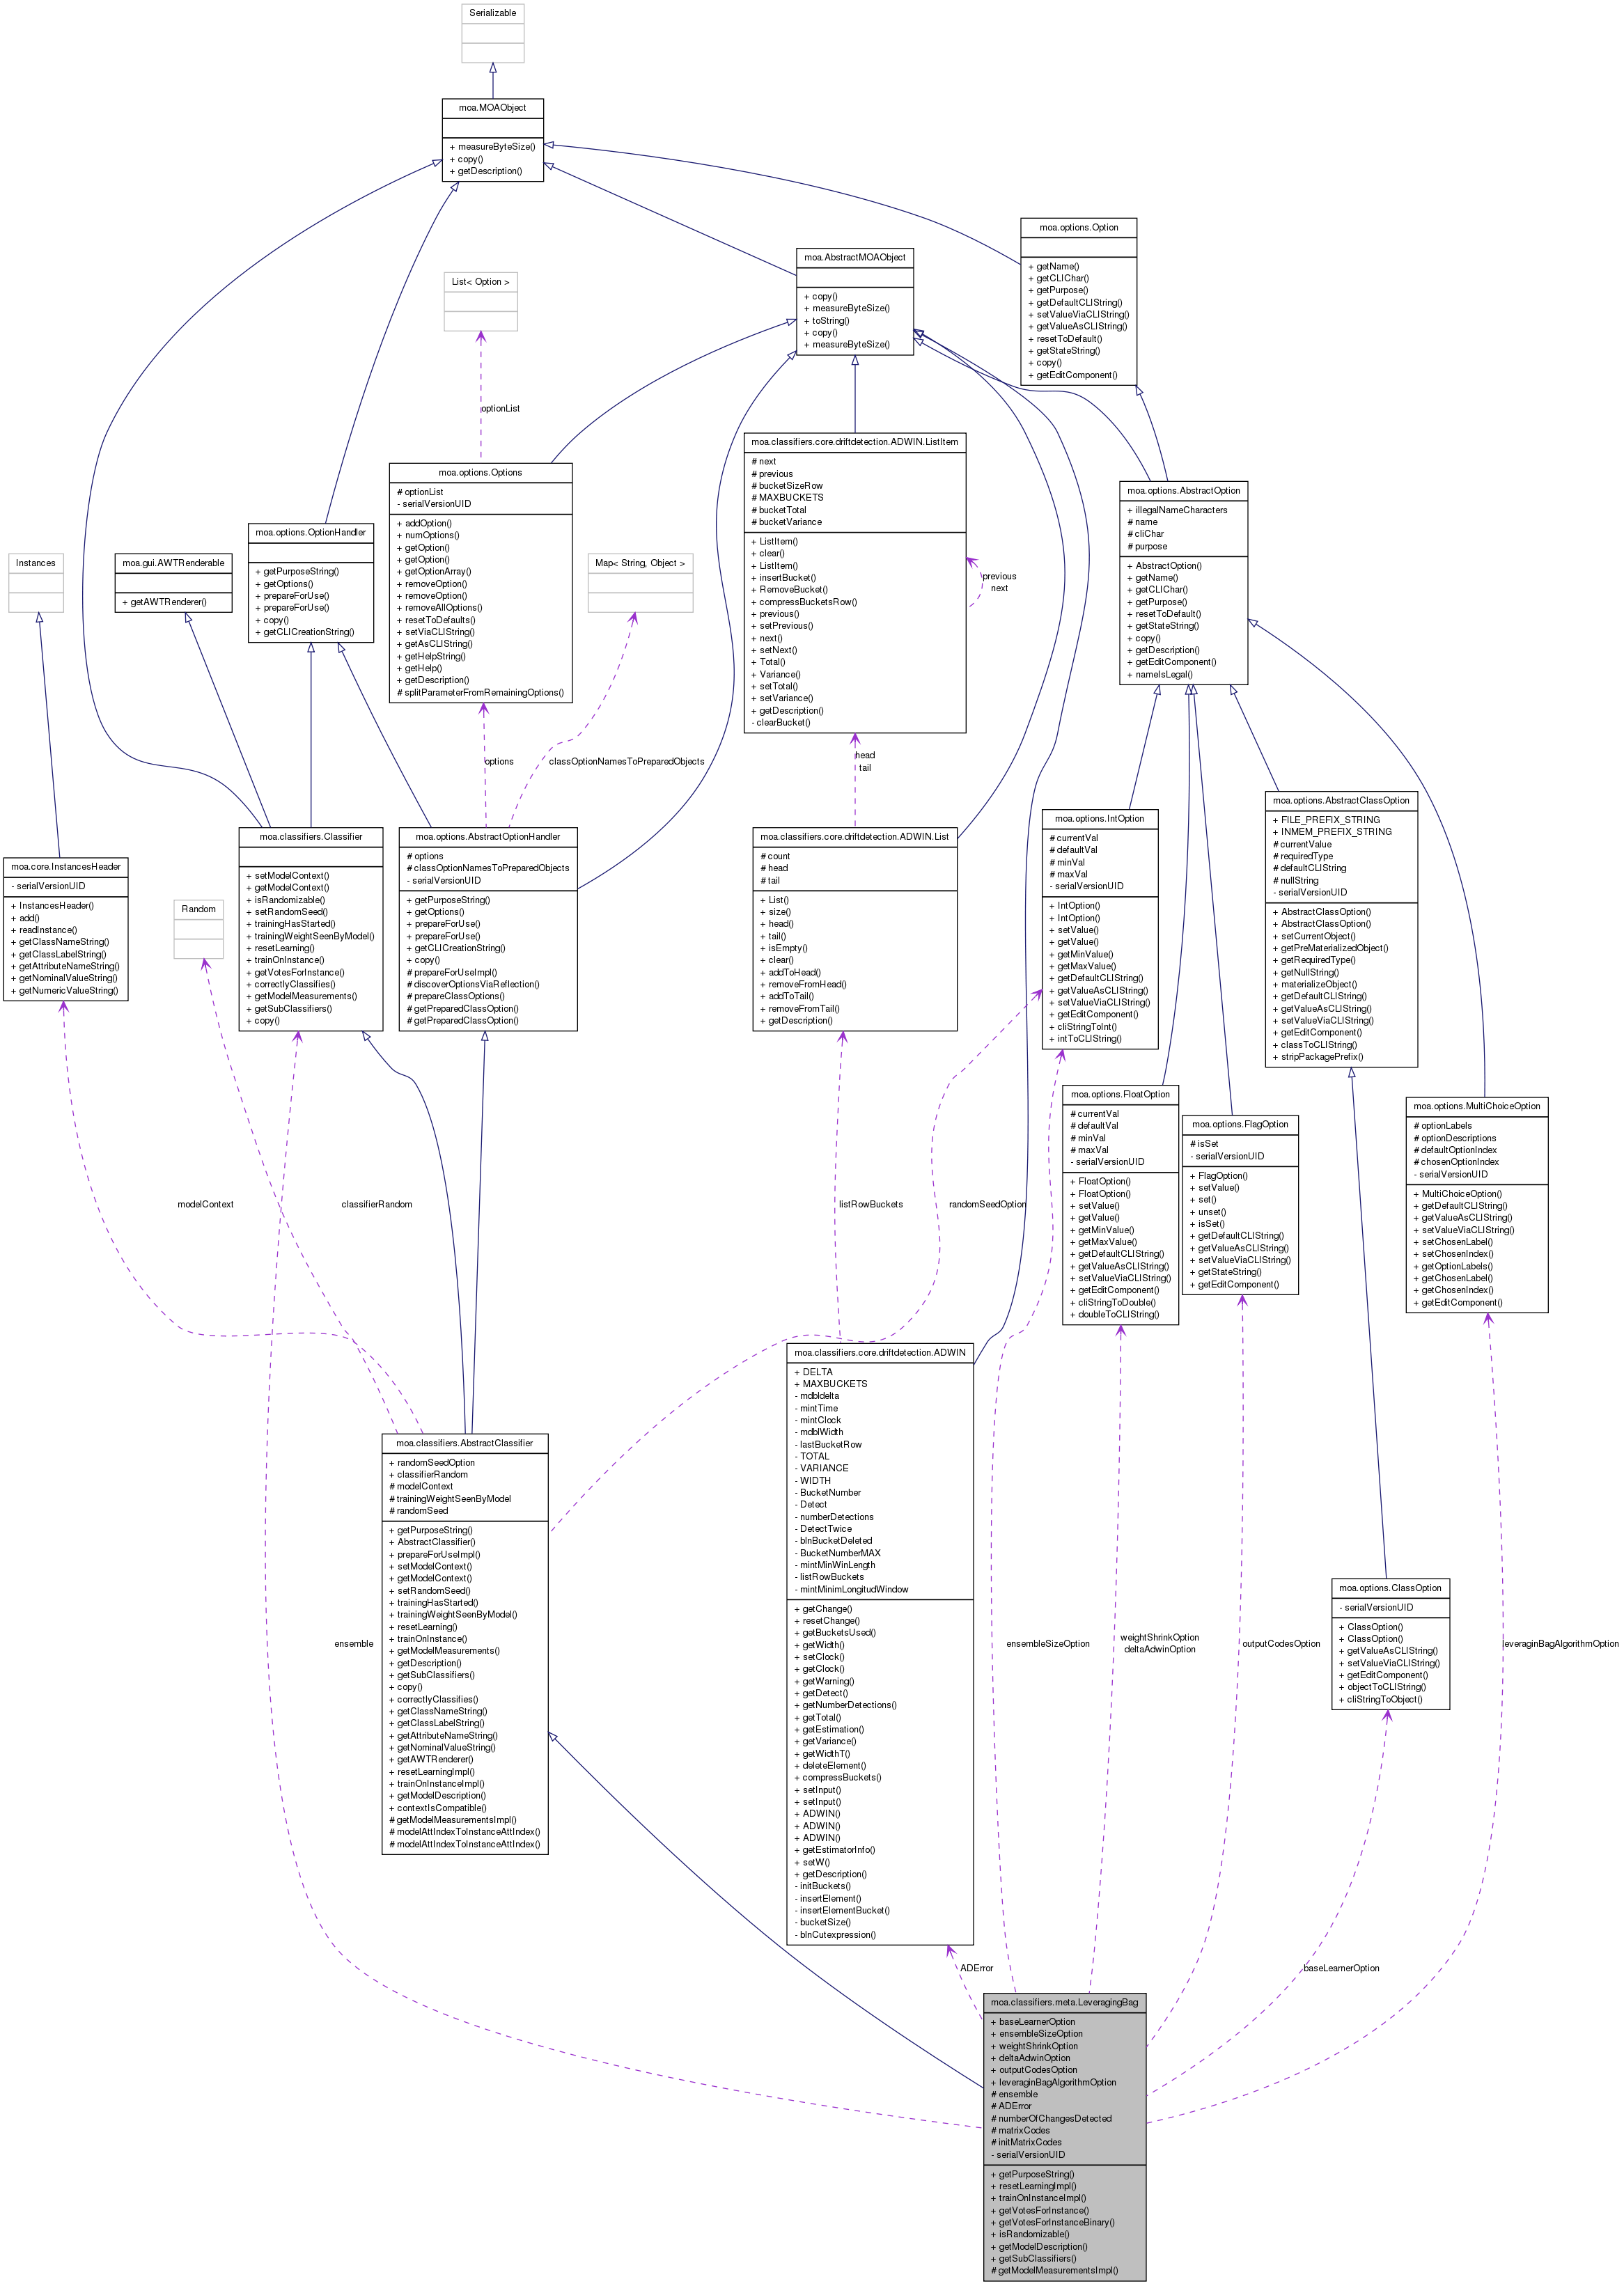 Serializable
moa.MOAObject
+ measureByteSize()
+ copy()
+ getDescription()
moa.options.Option
+ getName()
+ getCLIChar()
+ getPurpose()
+ getDefaultCLIString()
+ setValueViaCLIString()
+ getValueAsCLIString()
+ resetToDefault()
+ getStateString()
+ copy()
+ getEditComponent()
moa.AbstractMOAObject
+ copy()
+ measureByteSize()
+ toString()
+ copy()
+ measureByteSize()
List< Option >
optionList
moa.classifiers.core.driftdetection.ADWIN.ListItem
# next
# previous
# bucketSizeRow
# MAXBUCKETS
# bucketTotal
# bucketVariance
+ ListItem()
+ clear()
+ ListItem()
+ insertBucket()
+ RemoveBucket()
+ compressBucketsRow()
+ previous()
+ setPrevious()
+ next()
+ setNext()
+ Total()
+ Variance()
+ setTotal()
+ setVariance()
+ getDescription()
- clearBucket()
previous
next
moa.options.Options
# optionList
- serialVersionUID
+ addOption()
+ numOptions()
+ getOption()
+ getOption()
+ getOptionArray()
+ removeOption()
+ removeOption()
+ removeAllOptions()
+ resetToDefaults()
+ setViaCLIString()
+ getAsCLIString()
+ getHelpString()
+ getHelp()
+ getDescription()
# splitParameterFromRemainingOptions()
moa.options.AbstractOption
+ illegalNameCharacters
# name
# cliChar
# purpose
+ AbstractOption()
+ getName()
+ getCLIChar()
+ getPurpose()
+ resetToDefault()
+ getStateString()
+ copy()
+ getDescription()
+ getEditComponent()
+ nameIsLegal()
moa.options.OptionHandler
+ getPurposeString()
+ getOptions()
+ prepareForUse()
+ prepareForUse()
+ copy()
+ getCLICreationString()
Instances
moa.gui.AWTRenderable
+ getAWTRenderer()
Map< String, Object >
options
classOptionNamesToPreparedObjects
head
tail
moa.options.AbstractClassOption
+ FILE_PREFIX_STRING
+ INMEM_PREFIX_STRING
# currentValue
# requiredType
# defaultCLIString
# nullString
- serialVersionUID
+ AbstractClassOption()
+ AbstractClassOption()
+ setCurrentObject()
+ getPreMaterializedObject()
+ getRequiredType()
+ getNullString()
+ materializeObject()
+ getDefaultCLIString()
+ getValueAsCLIString()
+ setValueViaCLIString()
+ getEditComponent()
+ classToCLIString()
+ stripPackagePrefix()
moa.options.IntOption
# currentVal
# defaultVal
# minVal
# maxVal
- serialVersionUID
+ IntOption()
+ IntOption()
+ setValue()
+ getValue()
+ getMinValue()
+ getMaxValue()
+ getDefaultCLIString()
+ getValueAsCLIString()
+ setValueViaCLIString()
+ getEditComponent()
+ cliStringToInt()
+ intToCLIString()
moa.classifiers.Classifier
+ setModelContext()
+ getModelContext()
+ isRandomizable()
+ setRandomSeed()
+ trainingHasStarted()
+ trainingWeightSeenByModel()
+ resetLearning()
+ trainOnInstance()
+ getVotesForInstance()
+ correctlyClassifies()
+ getModelMeasurements()
+ getSubClassifiers()
+ copy()
moa.options.AbstractOptionHandler
# options
# classOptionNamesToPreparedObjects
- serialVersionUID
+ getPurposeString()
+ getOptions()
+ prepareForUse()
+ prepareForUse()
+ getCLICreationString()
+ copy()
# prepareForUseImpl()
# discoverOptionsViaReflection()
# prepareClassOptions()
# getPreparedClassOption()
# getPreparedClassOption()
moa.classifiers.core.driftdetection.ADWIN.List
# count
# head
# tail
+ List()
+ size()
+ head()
+ tail()
+ isEmpty()
+ clear()
+ addToHead()
+ removeFromHead()
+ addToTail()
+ removeFromTail()
+ getDescription()
moa.core.InstancesHeader
- serialVersionUID
+ InstancesHeader()
+ add()
+ readInstance()
+ getClassNameString()
+ getClassLabelString()
+ getAttributeNameString()
+ getNominalValueString()
+ getNumericValueString()
Random
moa.options.FloatOption
# currentVal
# defaultVal
# minVal
# maxVal
- serialVersionUID
+ FloatOption()
+ FloatOption()
+ setValue()
+ getValue()
+ getMinValue()
+ getMaxValue()
+ getDefaultCLIString()
+ getValueAsCLIString()
+ setValueViaCLIString()
+ getEditComponent()
+ cliStringToDouble()
+ doubleToCLIString()
moa.options.FlagOption
# isSet
- serialVersionUID
+ FlagOption()
+ setValue()
+ set()
+ unset()
+ isSet()
+ getDefaultCLIString()
+ getValueAsCLIString()
+ setValueViaCLIString()
+ getStateString()
+ getEditComponent()
moa.options.MultiChoiceOption
# optionLabels
# optionDescriptions
# defaultOptionIndex
# chosenOptionIndex
- serialVersionUID
+ MultiChoiceOption()
+ getDefaultCLIString()
+ getValueAsCLIString()
+ setValueViaCLIString()
+ setChosenLabel()
+ setChosenIndex()
+ getOptionLabels()
+ getChosenLabel()
+ getChosenIndex()
+ getEditComponent()
modelContext
classifierRandom
listRowBuckets
randomSeedOption
moa.classifiers.core.driftdetection.ADWIN
+ DELTA
+ MAXBUCKETS
- mdbldelta
- mintTime
- mintClock
- mdblWidth
- lastBucketRow
- TOTAL
- VARIANCE
- WIDTH
- BucketNumber
- Detect
- numberDetections
- DetectTwice
- blnBucketDeleted
- BucketNumberMAX
- mintMinWinLength
- listRowBuckets
- mintMinimLongitudWindow
+ getChange()
+ resetChange()
+ getBucketsUsed()
+ getWidth()
+ setClock()
+ getClock()
+ getWarning()
+ getDetect()
+ getNumberDetections()
+ getTotal()
+ getEstimation()
+ getVariance()
+ getWidthT()
+ deleteElement()
+ compressBuckets()
+ setInput()
+ setInput()
+ ADWIN()
+ ADWIN()
+ ADWIN()
+ getEstimatorInfo()
+ setW()
+ getDescription()
- initBuckets()
- insertElement()
- insertElementBucket()
- bucketSize()
- blnCutexpression()
moa.classifiers.AbstractClassifier
+ randomSeedOption
+ classifierRandom
# modelContext
# trainingWeightSeenByModel
# randomSeed
+ getPurposeString()
+ AbstractClassifier()
+ prepareForUseImpl()
+ setModelContext()
+ getModelContext()
+ setRandomSeed()
+ trainingHasStarted()
+ trainingWeightSeenByModel()
+ resetLearning()
+ trainOnInstance()
+ getModelMeasurements()
+ getDescription()
+ getSubClassifiers()
+ copy()
+ correctlyClassifies()
+ getClassNameString()
+ getClassLabelString()
+ getAttributeNameString()
+ getNominalValueString()
+ getAWTRenderer()
+ resetLearningImpl()
+ trainOnInstanceImpl()
+ getModelDescription()
+ contextIsCompatible()
# getModelMeasurementsImpl()
# modelAttIndexToInstanceAttIndex()
# modelAttIndexToInstanceAttIndex()
moa.options.ClassOption
- serialVersionUID
+ ClassOption()
+ ClassOption()
+ getValueAsCLIString()
+ setValueViaCLIString()
+ getEditComponent()
+ objectToCLIString()
+ cliStringToObject()
ensemble
ensembleSizeOption
weightShrinkOption
deltaAdwinOption
outputCodesOption
leveraginBagAlgorithmOption
ADError
baseLearnerOption
moa.classifiers.meta.LeveragingBag
+ baseLearnerOption
+ ensembleSizeOption
+ weightShrinkOption
+ deltaAdwinOption
+ outputCodesOption
+ leveraginBagAlgorithmOption
# ensemble
# ADError
# numberOfChangesDetected
# matrixCodes
# initMatrixCodes
- serialVersionUID
+ getPurposeString()
+ resetLearningImpl()
+ trainOnInstanceImpl()
+ getVotesForInstance()
+ getVotesForInstanceBinary()
+ isRandomizable()
+ getModelDescription()
+ getSubClassifiers()
# getModelMeasurementsImpl()